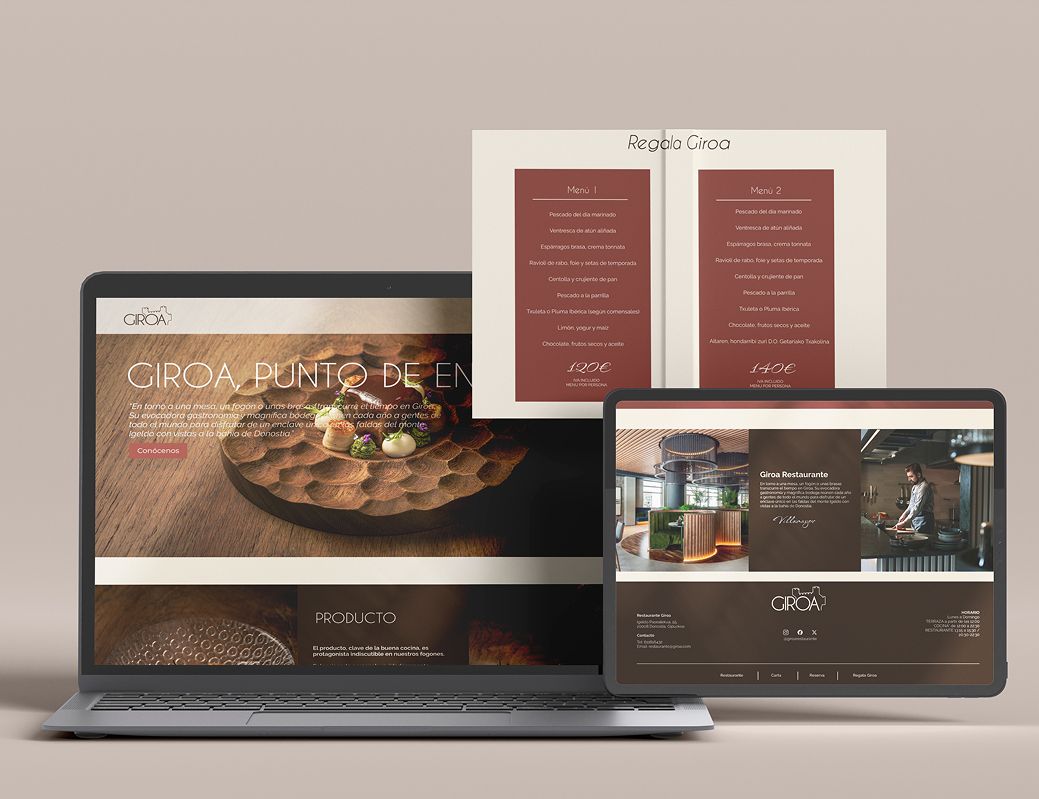 Regala Giroa
Menú 1
Pescado del día marinado
Ventresca de atún aliñada
Espárragos brasa, crema tonnata
Ravioli de rabo, foie y setas de temporada
Centolla y crujiente de pan
Pescado a la parrilla
Txuleta o Pluma Ibérica (según comensales)
Limón, yogur y maíz
Chocolate, frutos secos y aceite
120€
IVA INCLUIDO
MENU POR PERSONA
Menú 2
Pescado del día marinado
Ventresca de atún aliñada
Espárragos brasa, crema tonnata
Ravioli de rabo, foie y setas de temporada
Centolla y crujiente de pan
Pescado a la parrilla
Txuleta o Pluma Ibérica
Chocolate, frutos secos y aceite
Aitaren, hondarribi zuri D.O. Getariako Txakolina
140€
IVA INCLUIDO
MENU POR PERSONA
GIROA
GIROA, PUNTO DE EN
"En torno a una mesa, un fogón o unas brasas transcurre el tiempo en Giroa.
Su evocadora gastronomía y magnífica bodega reúnen cada año a gentes de
todo el mundo para disfrutar de un enclave único en las faldas del monte
Igeldo con vistas a la bahía de Donostia."
Conócenos
PRODUCTO
El producto, clave de la buena cocina, es
protagonista indiscutible en nuestros fogones.
Giroa Restaurante
En torno a una mesa, un fogón o unas brasas
transcurre el tiempo en Giroa. Su evocadora
gastronomía y magnífica bodega reúnen cada año
a gentes de todo el mundo para disfrutar de un
enclave único en las faldas del monte Igeldo con
vistas a la bahía de Donostia.
GIROA
Restaurante Giroa
Igeldo Pasealekua,
20008 Donostia, Gipuzkoa
Contacto
Tel:
Email: restaurante@giroa.com
@giroarestaurante
HORARIO
Lunes a Domingo
TERRAZA a partir de las 12:00
COCINA* de 12:00 a 22:30
RESTAURANTE 13:15 a 15:30 /
20:30-22:30
Restaurante
Carta
Reserva
Regala Giroa